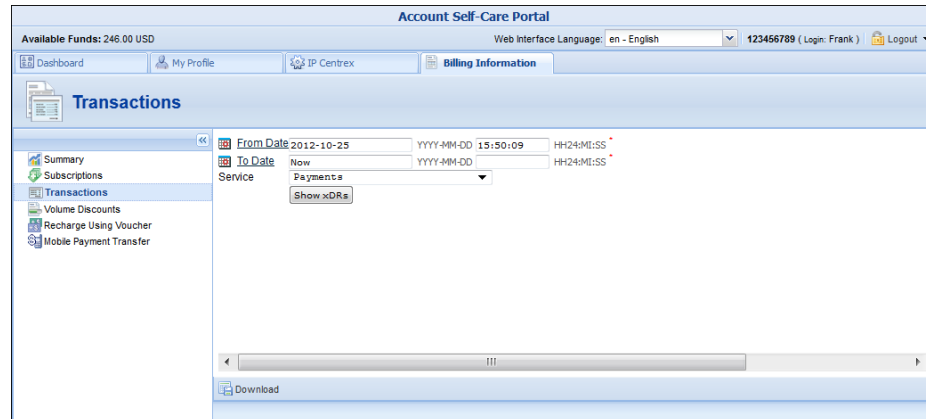 Account Self-Care Portal
Available Funds: 246.00 USD Web Interface Language: en - English 123456789 ( Login: Frank ) Logout
Dashboard My Profile IP Centrex Billing Information
Transactions
From Date 2012-10-25 YYYY-MM-DD 15:50:09 HH24:MI:SS *
To Date Now YYYY-MM-DD HH24:MI:SS *
Service Payments
Show xDRs
Summary
Subscriptions
Transactions
Volume Discounts
Recharge Using Voucher
Mobile Payment Transfer
Download